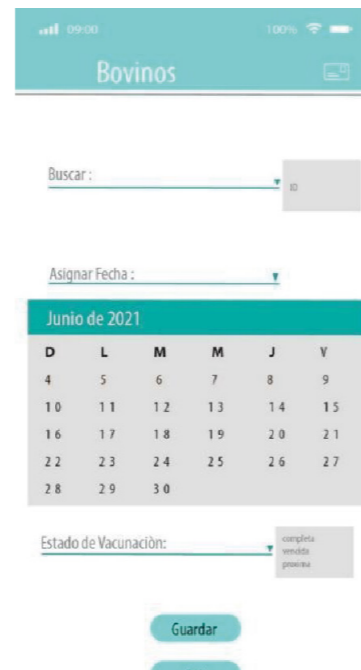 09:00 100%
Bovinos
Buscar :
ID
Asignar Fecha :
Junio de 2021
D L M M J V
4 5 6 7 8 9
10 11 12 13 14 15
16 17 18 19 20 21
22 23 24 25 26 27
28 29 30
Estado de Vacunaciòn:
completa
vencida
proxima
Guardar